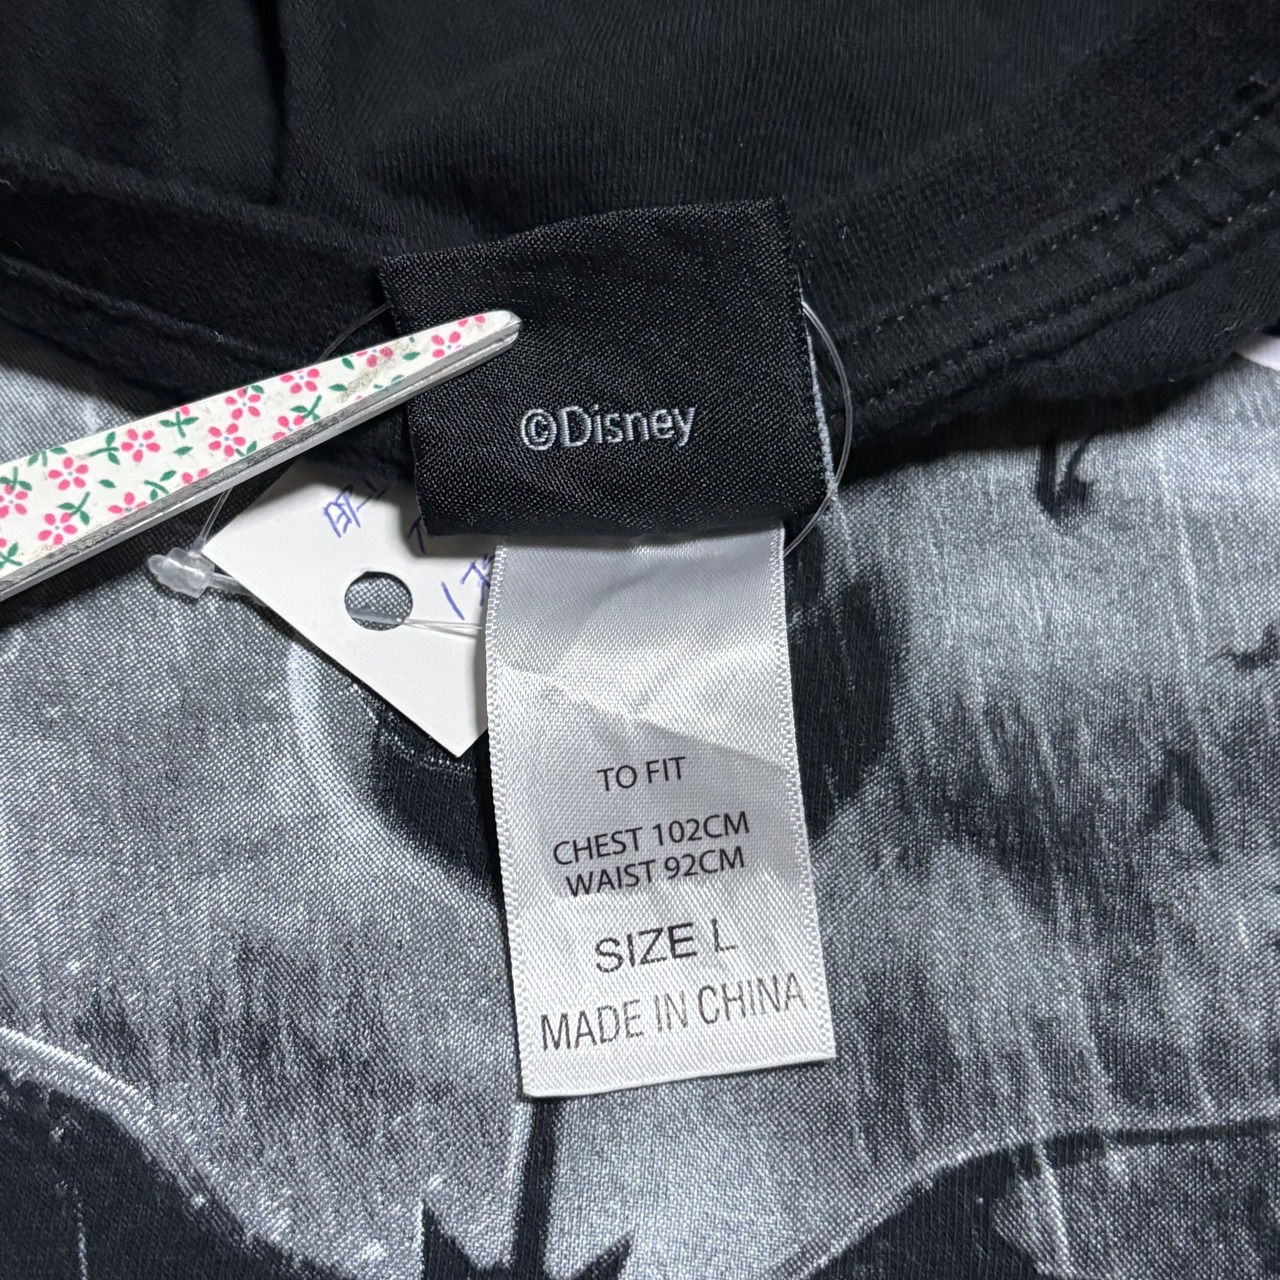 ©Disney
TO FIT
CHEST 102CM
WAIST 92CM
SIZE L
MADE IN CHINA